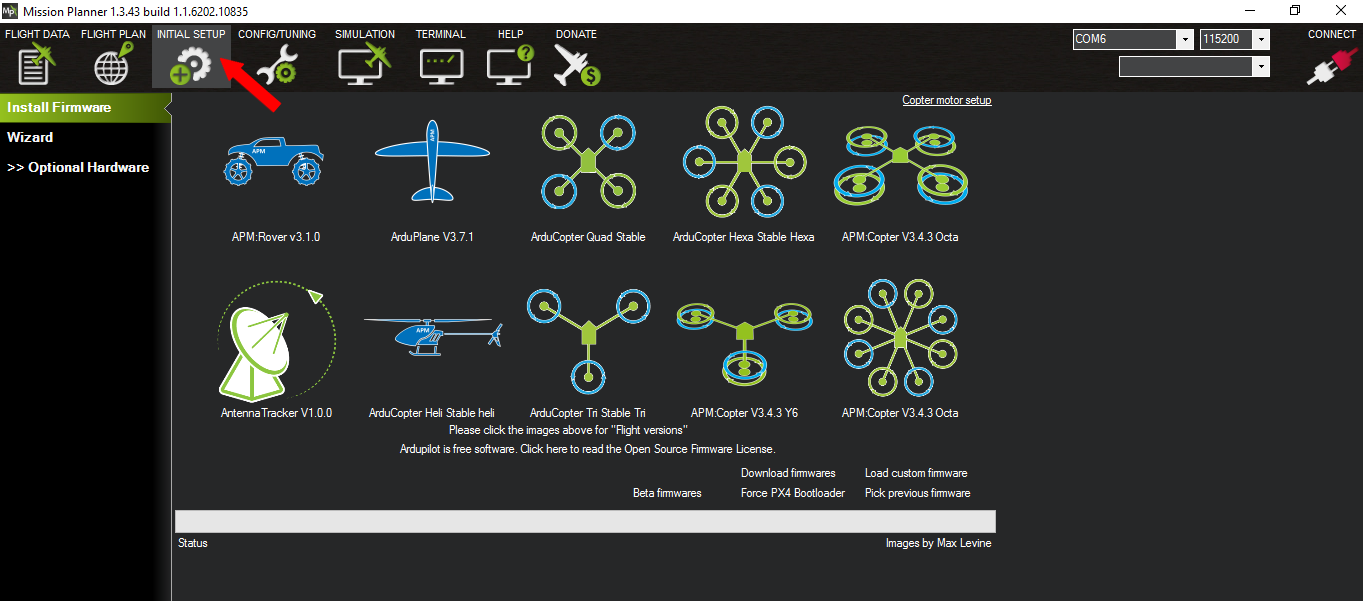 Mp
Mission Planner 1.3.43 build 1.1.6202.10835
FLIGHT DATA FLIGHT PLAN INITIAL SETUP CONFIG/TUNING SIMULATION TERMINAL HELP DONATE
COM6 115200 CONNECT
Install Firmware
Wizard
>> Optional Hardware
Copter motor setup
APM
APM
APM:Rover v3.1.0 ArduPlane V3.7.1 ArduCopter Quad Stable ArduCopter Hexa Stable Hexa APM:Copter V3.4.3 Octa
APM
AntennaTracker V1.0.0 ArduCopter Heli Stable heli ArduCopter Tri Stable Tri APM:Copter V3.4.3 Y6 APM:Copter V3.4.3 Octa
Please click the images above for "Flight versions"
Ardupilot is free software. Click here to read the Open Source Firmware License.
Download firmwares Load custom firmware
Beta firmwares Force PX4 Bootloader Pick previous firmware
Status Images by Max Levine